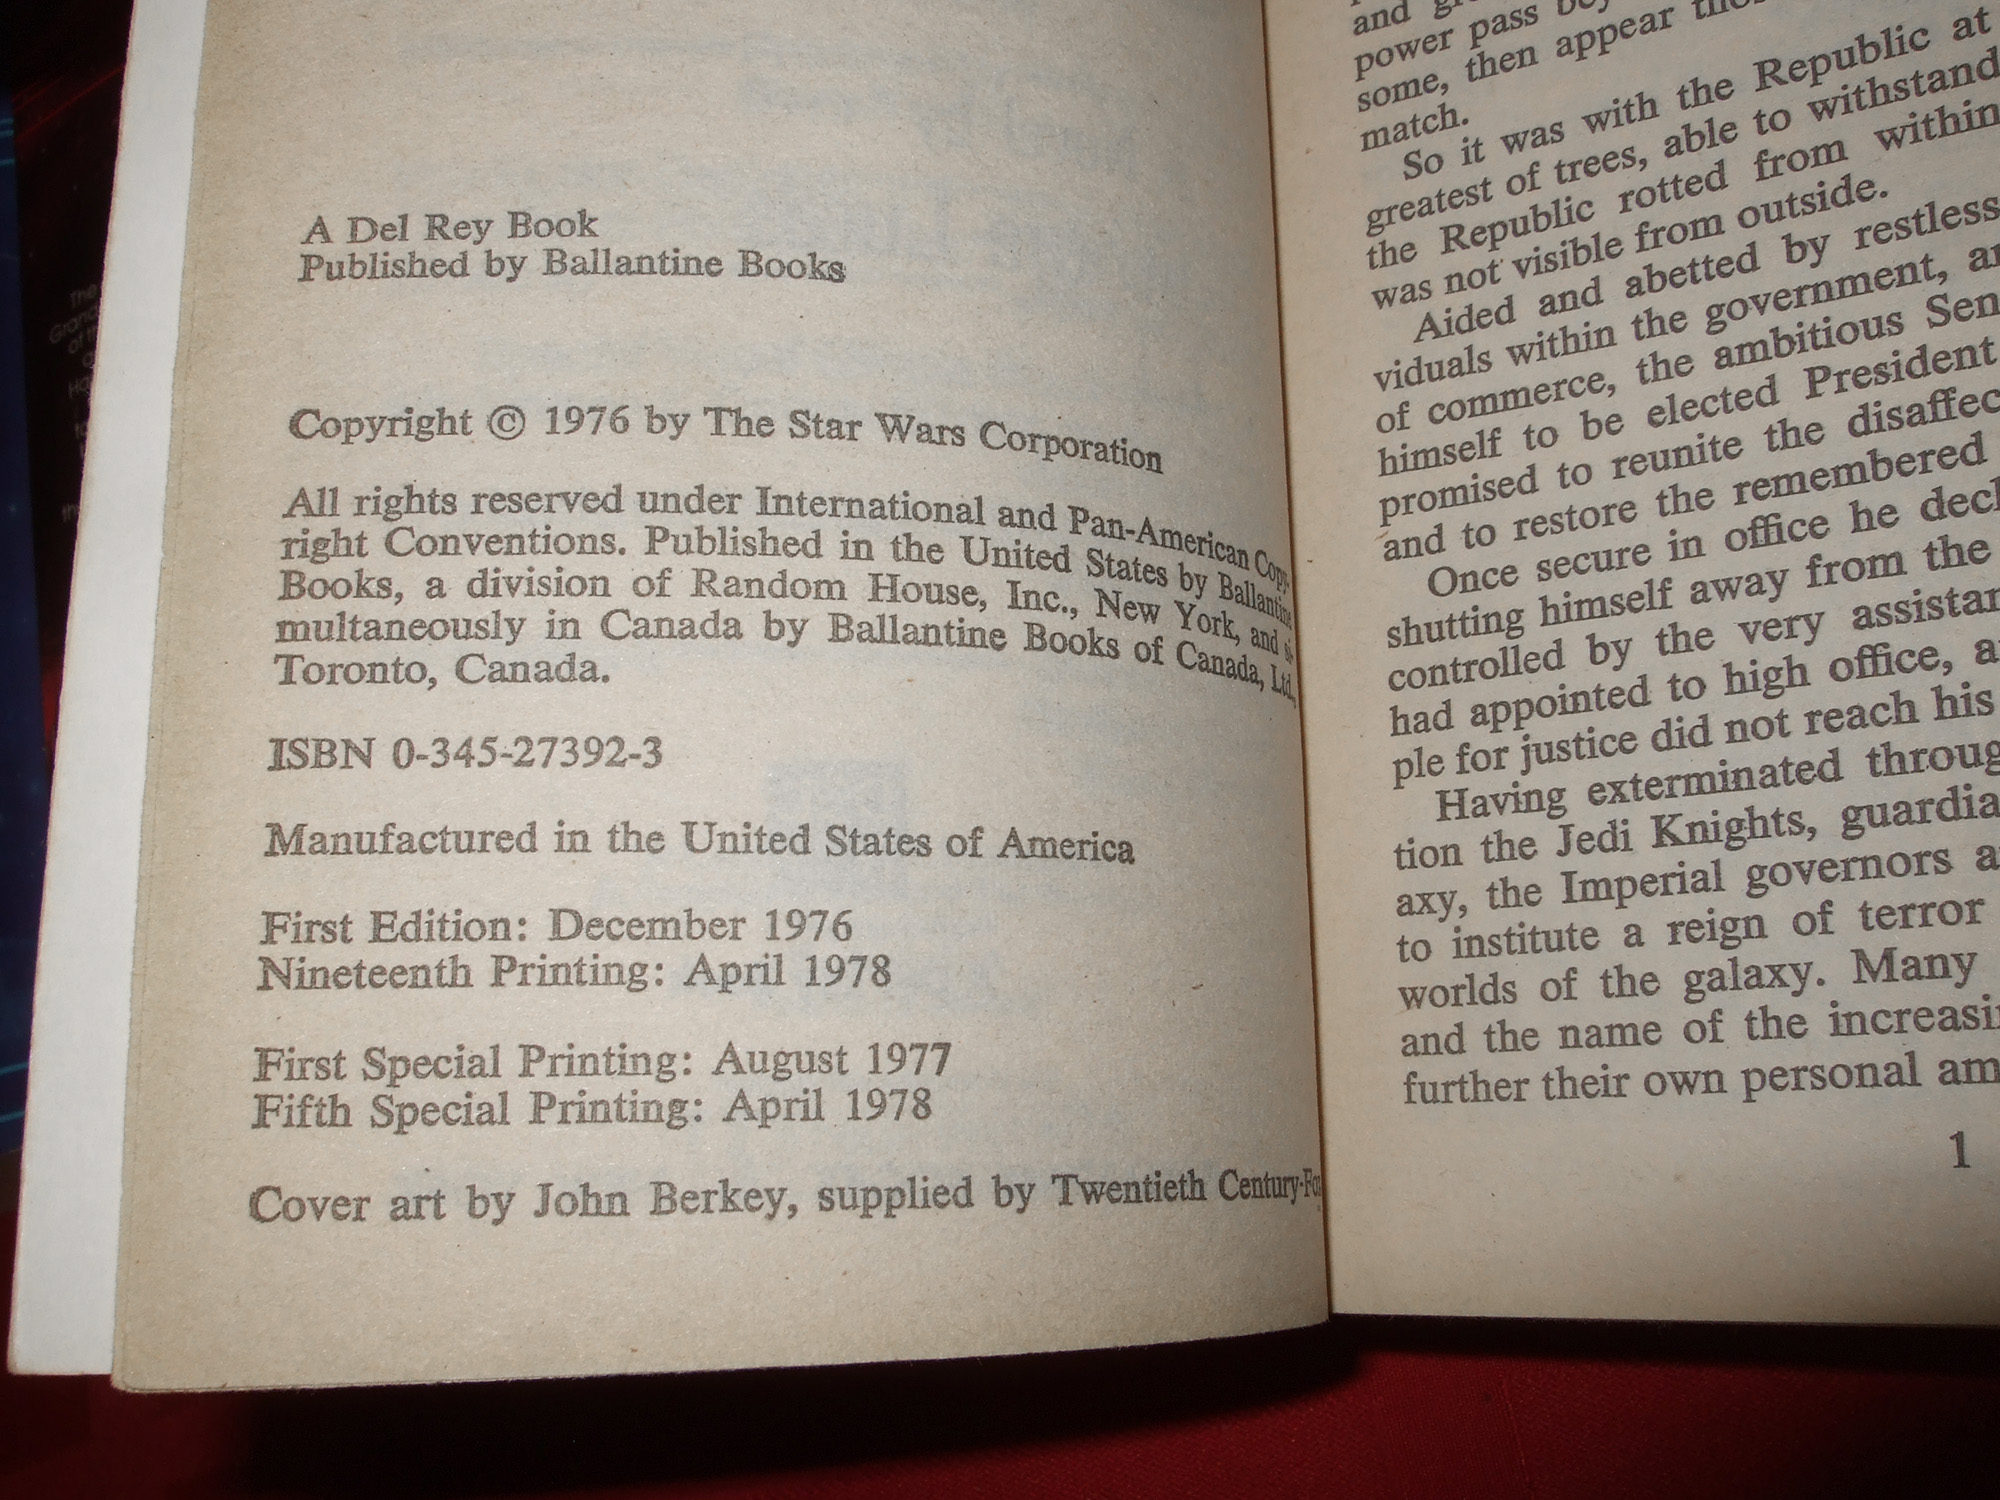 A Del Rey Book
Published by Ballantine Books
Copyright © 1976 by The Star Wars Corporation
All rights reserved under International and Pan-American Copy-
right Conventions. Published in the United States by Ballantine
Books, a division of Random House, Inc., New York, and si-
multaneously in Canada by Ballantine Books of Canada, Ltd.,
Toronto, Canada.
ISBN 0-345-27392-3
Manufactured in the United States of America
First Edition: December 1976
Nineteenth Printing: April 1978
First Special Printing: August 1977
Fifth Special Printing: April 1978
Cover art by John Berkey, supplied by Twentieth Century-Fox
and
power pass
some, then appear
match.
So it was with the Republic at
greatest of trees, able to withstand
the Republic rotted from within
was not visible from outside.
Aided and abetted by restless
viduals within the government,
of commerce, the ambitious Sen
himself to be elected President
promised to reunite the disaffec
and to restore the remembered
Once secure in office he decl
shutting himself away from the
controlled by the very assistan
had appointed to high office,
ple for justice did not reach his
Having exterminated throug
tion the Jedi Knights, guardia
axy, the Imperial governors
to institute a reign of terror
worlds of the galaxy. Many
and the name of the increasi
further their own personal am
1